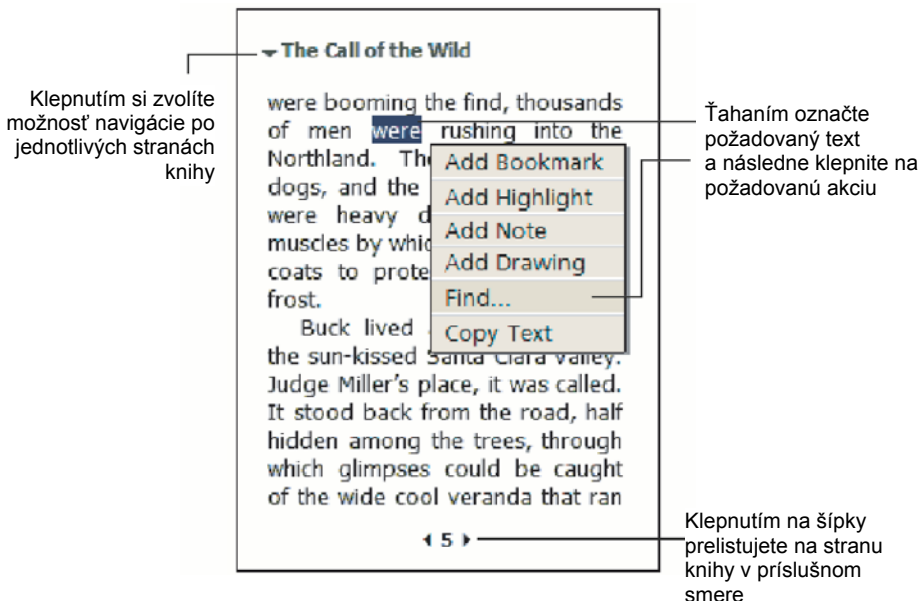 The Call of the Wild
Klepnutím si zvolíte
možnosť navigácie po
jednotlivých stranách
knihy
were booming the find, thousands
of men were rushing into the
Northland. The
dogs, and the
were heavy d
muscles by whic
coats to prote
frost.
Buck lived
the sun-kissed Santa Clara Valley.
Judge Miller's place, it was called.
It stood back from the road, half
hidden among the trees, through
which glimpses could be caught
of the wide cool veranda that ran
5
Add Bookmark
Add Highlight
Add Note
Add Drawing
Find...
Copy Text
Ťahaním označte
požadovaný text
a následne klepnite na
požadovanú akciu
Klepnutím na šípky
prelistujete na stranu
knihy v príslušnom
smere